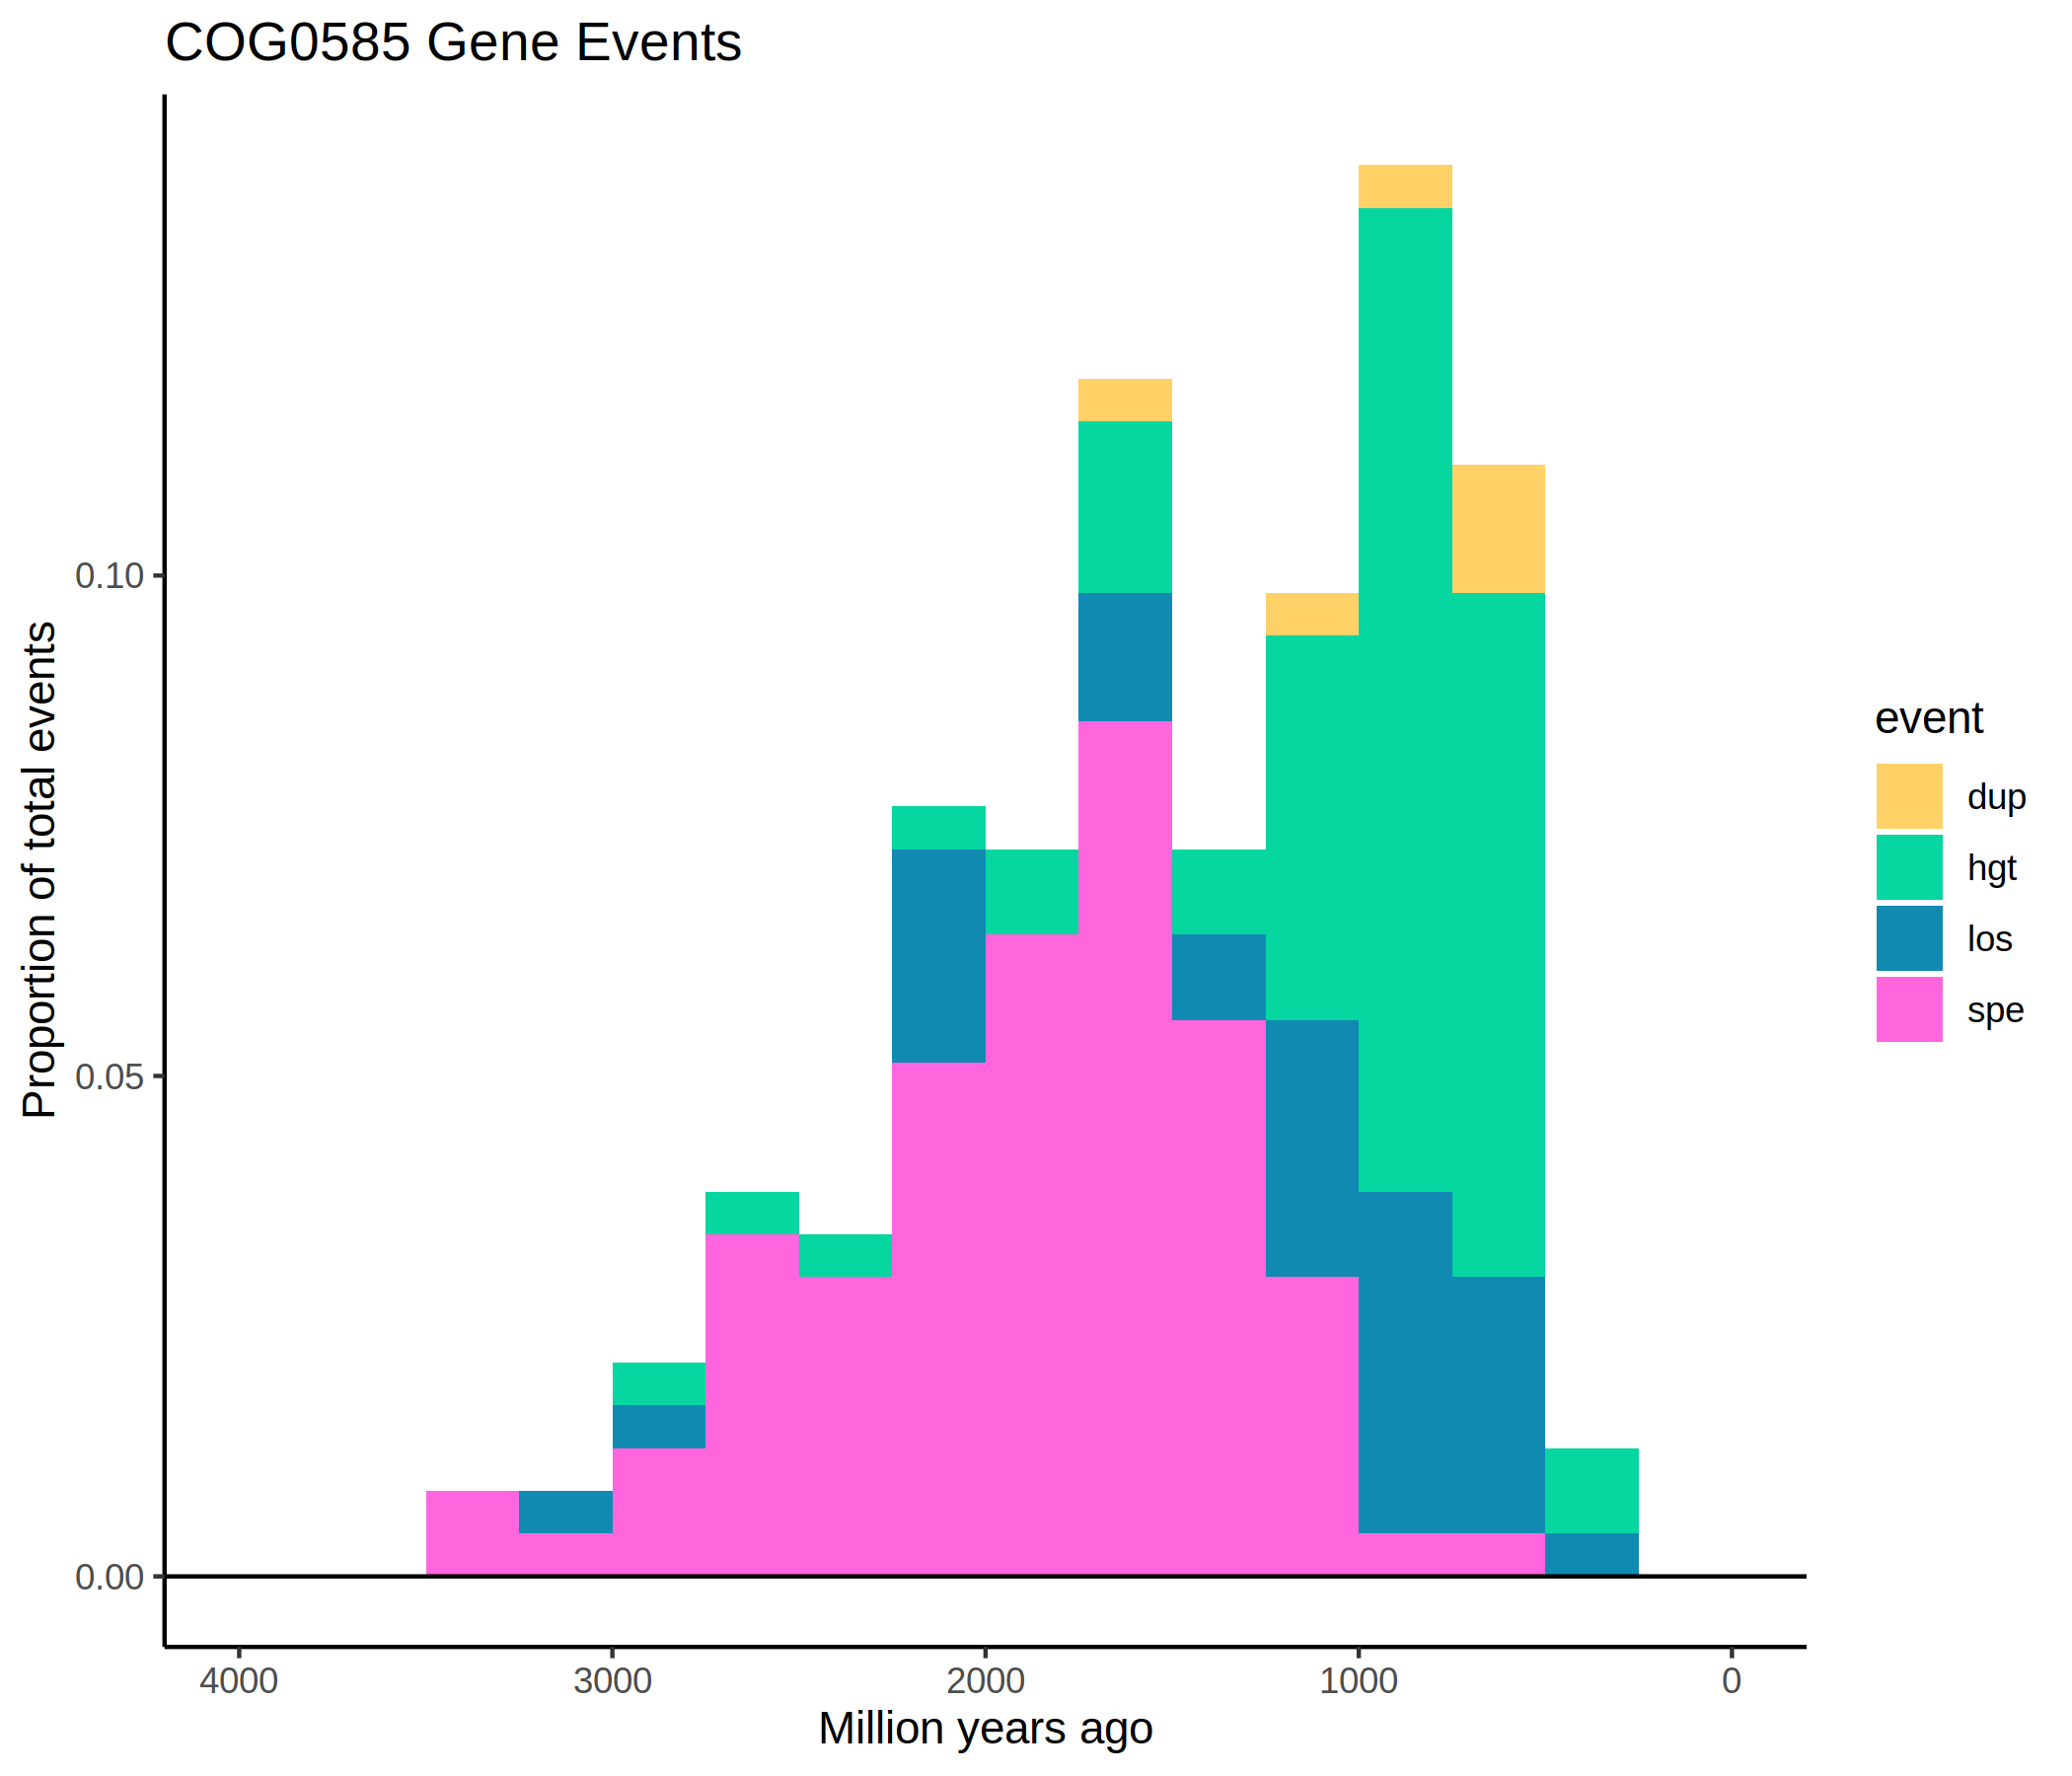 COG0585 Gene Events
Proportion of total events
0.10
0.05
0.00
4000 3000 2000 1000 0
Million years ago
event
dup
hgt
los
spe